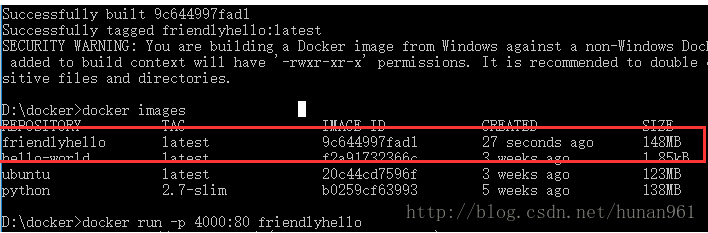 Successfully built 9c644997fad1
Successfully tagged friendlyhello:latest
SECURITY WARNING: You are building a Docker image from Windows against a non-Windows Doc
added to build context will have '-rwxr-xr-x' permissions. It is recommended to double c
sitive files and directories.
D:\docker>docker images
REPOSITORY TAG IMAGE ID CREATED SIZE
friendlyhello latest 9c644997fad1 27 seconds ago 148MB
hello-world latest f2a91732366c 3 weeks ago 1.85kB
ubuntu latest 20c44cd7596f 3 weeks ago 123MB
python 2.7-slim b0259cf63993 5 weeks ago 138MB
D:\docker>docker run -p 4000:80 friendlyhello
http://blog.csdn.net/hunan961